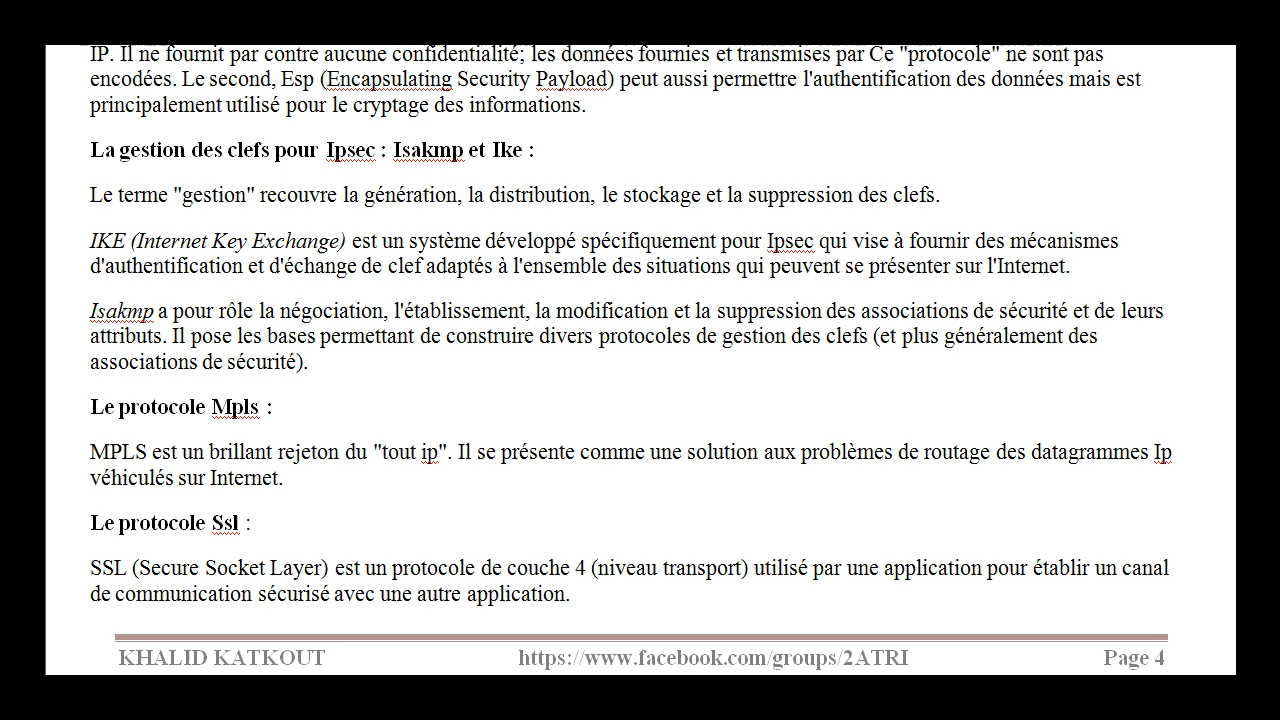 IP. Il ne fournit par contre aucune confidentialité; les données fournies et transmises par Ce "protocole" ne sont pas
encodées. Le second, Esp (Encapsulating Security Payload) peut aussi permettre l'authentification des données mais est
principalement utilisé pour le cryptage des informations.
La gestion des clefs pour Ipsec : Isakmp et Ike :
Le terme "gestion" recouvre la génération, la distribution, le stockage et la suppression des clefs.
IKE (Internet Key Exchange) est un système développé spécifiquement pour Ipsec qui vise à fournir des mécanismes
d'authentification et d'échange de clef adaptés à l'ensemble des situations qui peuvent se présenter sur l'Internet.
Isakmp a pour rôle la négociation, l'établissement, la modification et la suppression des associations de sécurité et de leurs
attributs. Il pose les bases permettant de construire divers protocoles de gestion des clefs (et plus généralement des
associations de sécurité).
Le protocole Mpls :
MPLS est un brillant rejeton du "tout ip". Il se présente comme une solution aux problèmes de routage des datagrammes Ip
véhiculés sur Internet.
Le protocole Ssl :
SSL (Secure Socket Layer) est un protocole de couche 4 (niveau transport) utilisé par une application pour établir un canal
de communication sécurisé avec une autre application.
KHALID KATKOUT https://www.facebook.com/groups/2ATRI Page 4